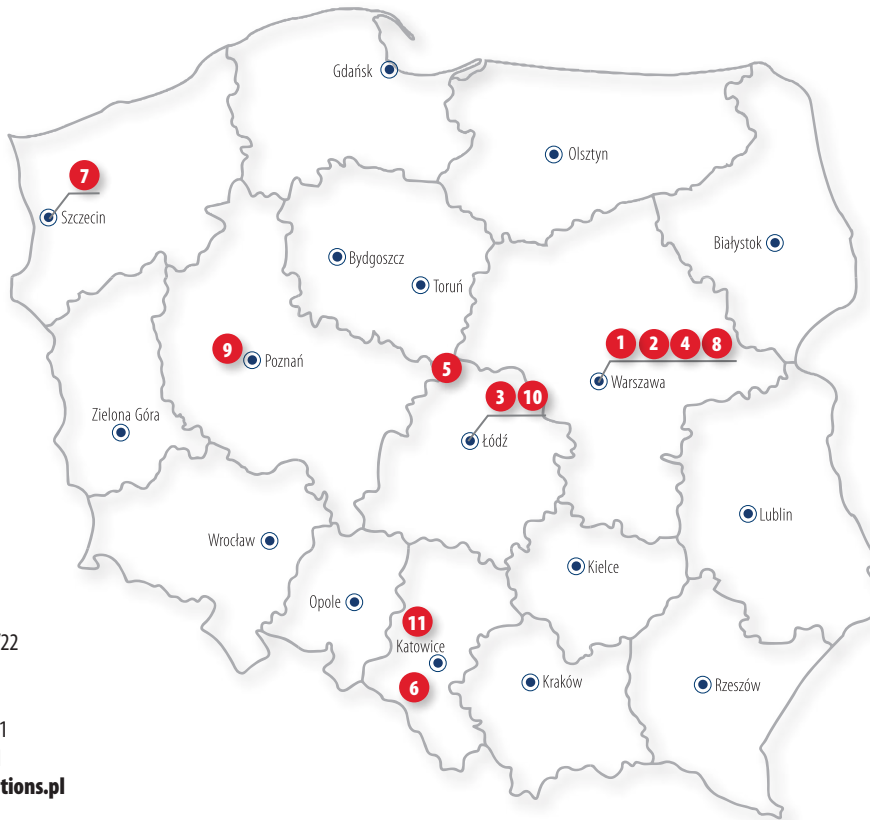 Gdańsk
Olsztyn
7
Szczecin
Białystok
Bydgoszcz
Toruń
1 2 4 8
9
Poznań
5
Warszawa
3 10
Zielona Góra
Łódź
Lublin
Wrocław
Kielce
Opole
11
22
Katowice
6
Kraków
Rzeszów
1
tions.pl